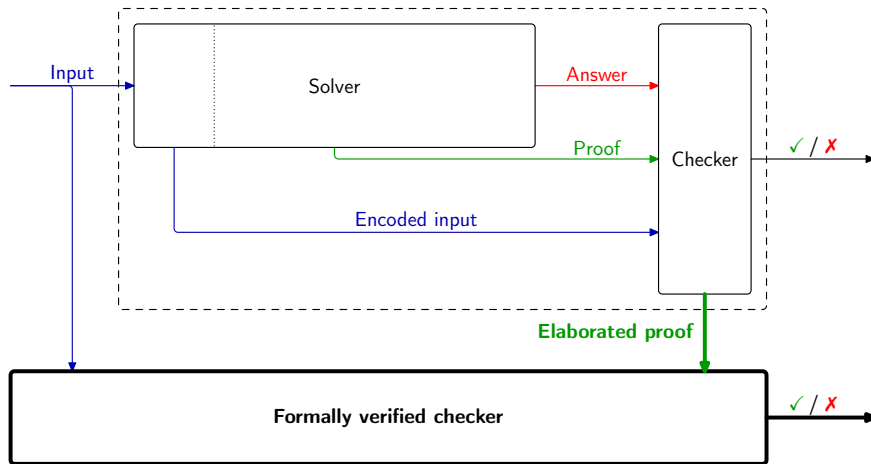 Input
Solver
Answer
Proof
Checker
✓ / ✗
Encoded input
Elaborated proof
Formally verified checker
✓ / ✗